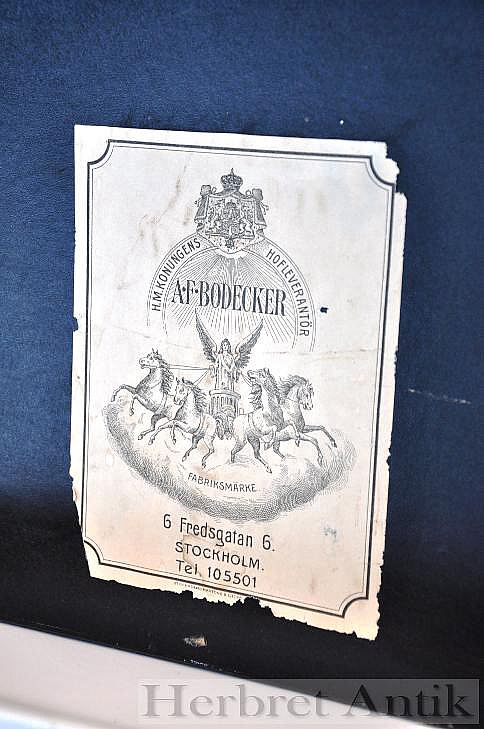 H.M. KONUNGENS HOFLEVERANTÖR
A·F·BODECKER
FABRIKSMÄRKE.
6 Fredsgatan 6.
STOCKHOLM.
Tel. 105501
Herbret Antik